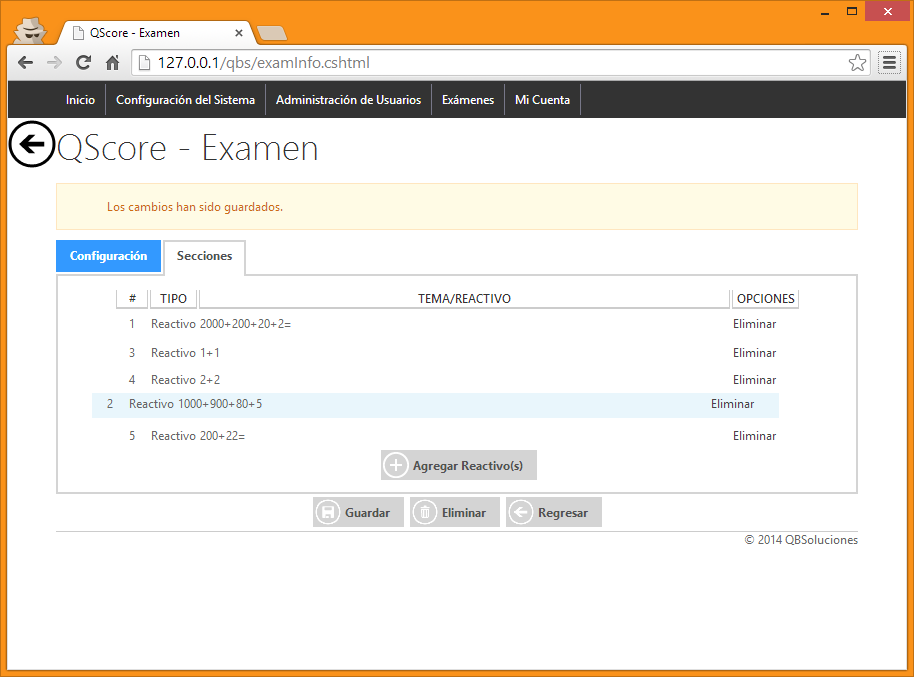 QScore - Examen
127.0.0.1/qbs/examInfo.cshtml
Inicio Configuración del Sistema Administración de Usuarios Exámenes Mi Cuenta
QScore - Examen
Los cambios han sido guardados.
Configuración Secciones
# TIPO TEMA/REACTIVO OPCIONES
1 Reactivo 2000+200+20+2= Eliminar
3 Reactivo 1+1 Eliminar
4 Reactivo 2+2 Eliminar
2 Reactivo 1000+900+80+5 Eliminar
5 Reactivo 200+22= Eliminar
Agregar Reactivo(s)
Guardar Eliminar Regresar
© 2014 QBSoluciones